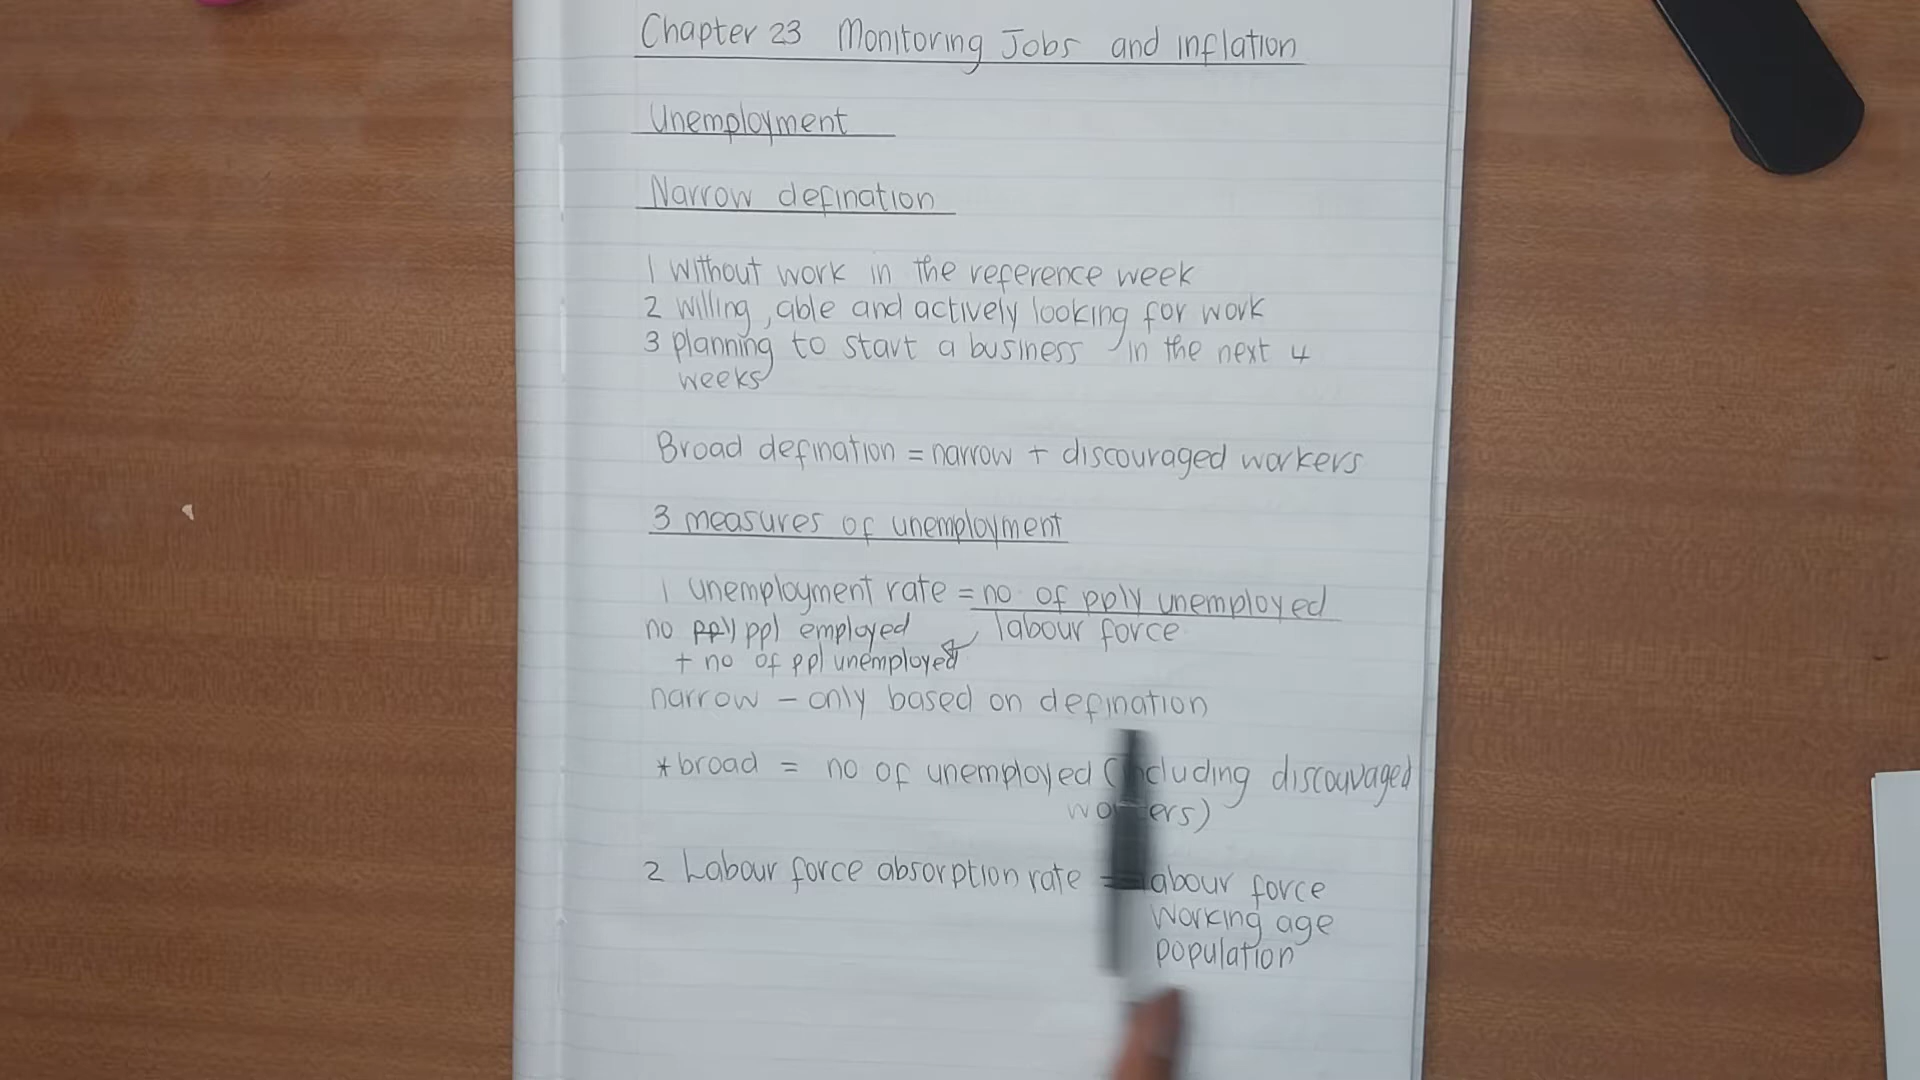 Chapter 23 Monitoring Jobs and inflation
Unemployment
Narrow defination
1 without work in the reference week
2 willing, able and actively looking for work
3 planning to start a business in the next 4
weeks
Broad defination = narrow + discouraged workers
3 measures of unemployment
1 unemployment rate = no. of pply unemployed
no ppl employed labour force
+ no of ppl unemployed
narrow - only based on defination
*broad = no of unemployed (including discouvaged
workers)
2 Labour force absorption rate = labour force
Working age
population